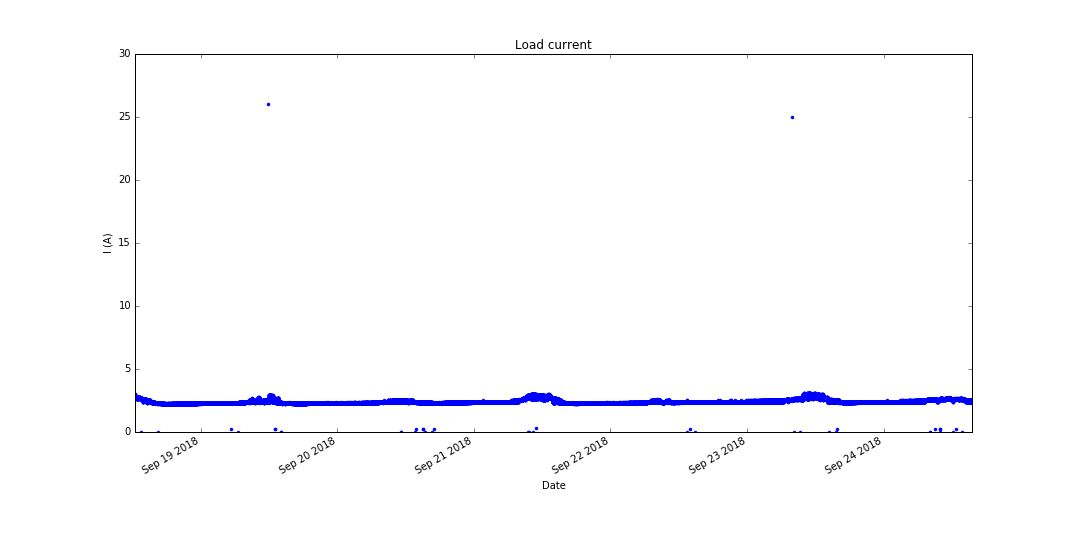 Load current
30
25
20
15
10
5
0
I (A)
Sep 19 2018
Sep 20 2018
Sep 21 2018
Sep 22 2018
Sep 23 2018
Sep 24 2018
Date